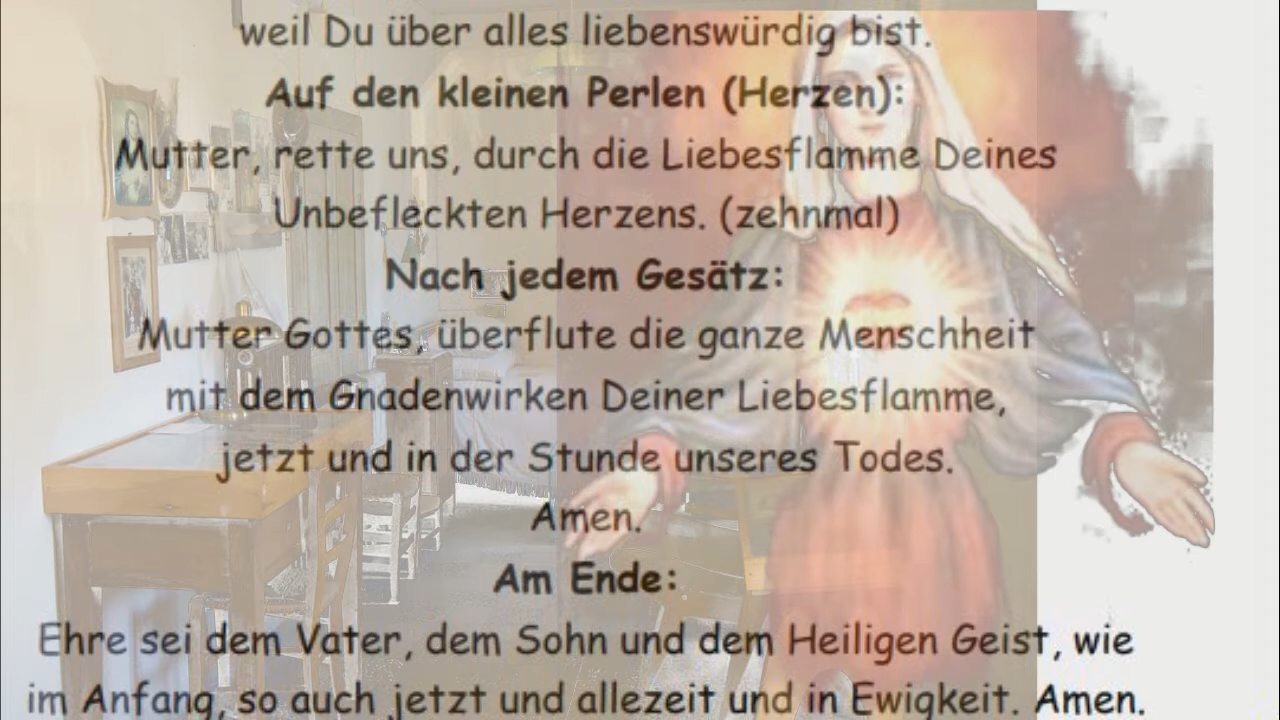 weil Du über alles liebenswürdig bist.
Auf den kleinen Perlen (Herzen):
Mutter, rette uns, durch die Liebesflamme Deines
Unbefleckten Herzens. (zehnmal)
Nach jedem Gesätz:
Mutter Gottes, überflute die ganze Menschheit
mit dem Gnadenwirken Deiner Liebesflamme,
jetzt und in der Stunde unseres Todes.
Amen.
Am Ende:
Ehre sei dem Vater, dem Sohn und dem Heiligen Geist, wie
im Anfang, so auch jetzt und allezeit und in Ewigkeit. Amen.